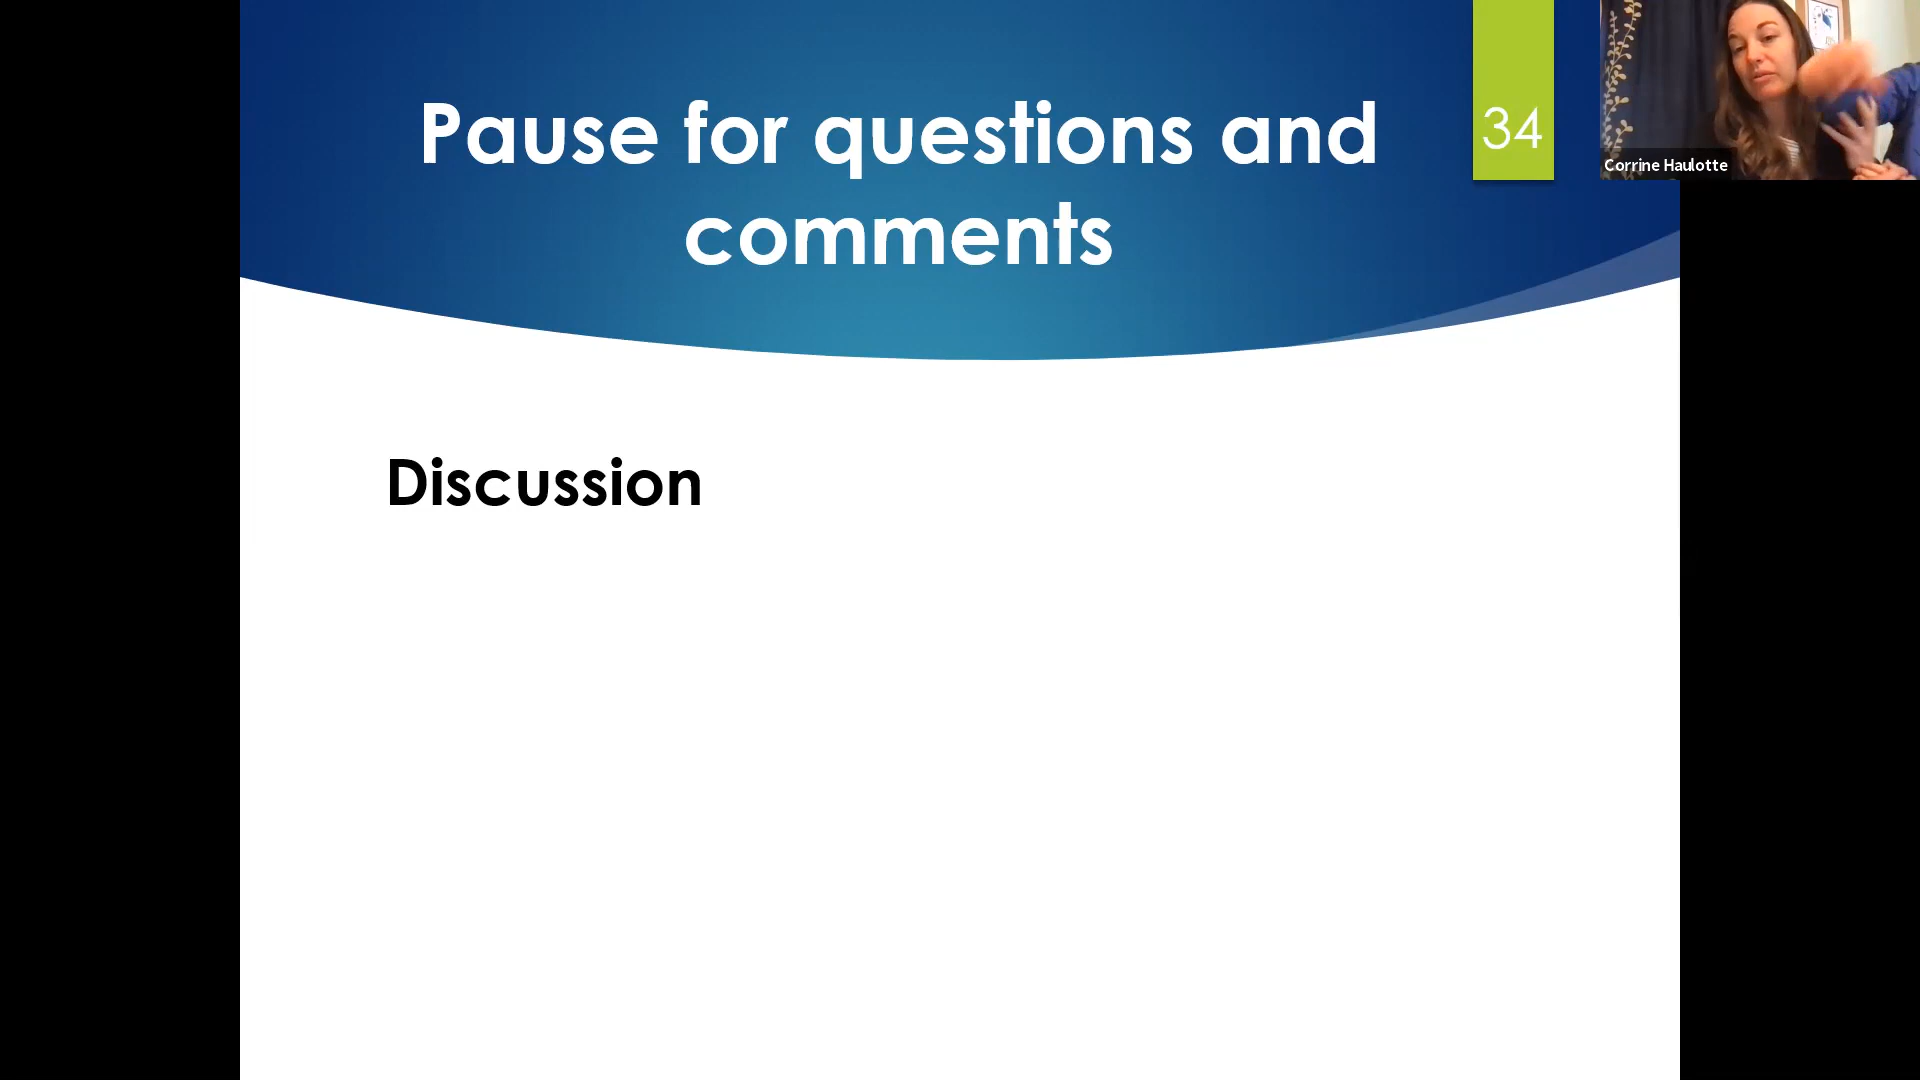 Pause for questions and
comments
34
Corrine Haulotte
Discussion